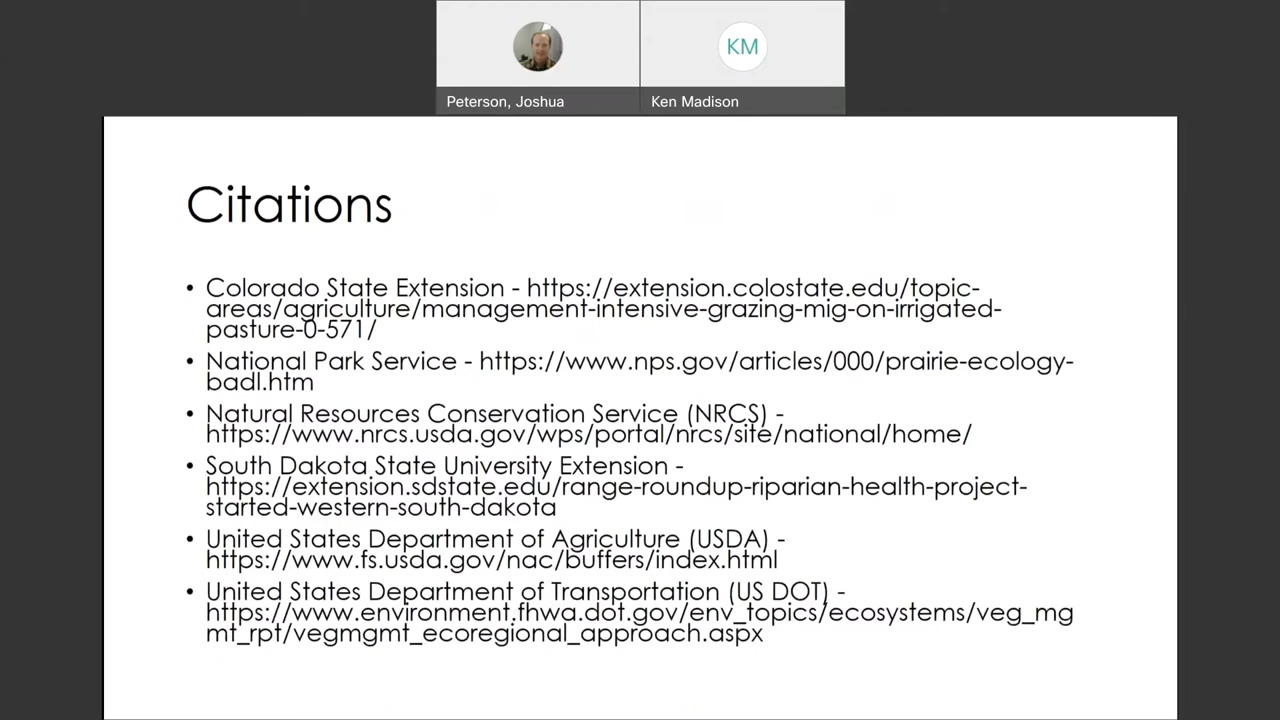 KM
Peterson, Joshua
Ken Madison
Citations
• Colorado State Extension - https://extension.colostate.edu/topic-
areas/agriculture/management-intensive-grazing-mig-on-irrigated-
pasture-0-571/
• National Park Service - https://www.nps.gov/articles/000/prairie-ecology-
badl.htm
• Natural Resources Conservation Service (NRCS) -
https://www.nrcs.usda.gov/wps/portal/nrcs/site/national/home/
• South Dakota State University Extension -
https://extension.sdstate.edu/range-roundup-riparian-health-project-
started-western-south-dakota
• United States Department of Agriculture (USDA) -
https://www.fs.usda.gov/nac/buffers/index.html
• United States Department of Transportation (US DOT) -
https://www.environment.fhwa.dot.gov/env_topics/ecosystems/veg_mg
mt_rpt/vegmgmt_ecoregional_approach.aspx